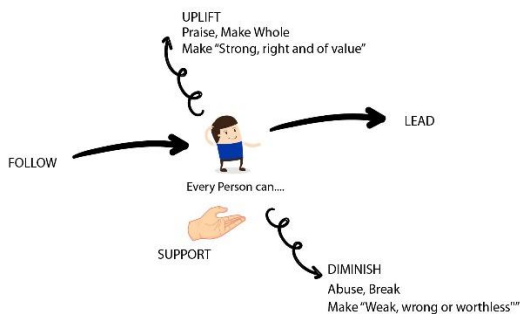 UPLIFT
Praise, Make Whole
Make “Strong, right and of value”
LEAD
FOLLOW
Every Person can....
SUPPORT
DIMINISH
Abuse, Break
Make “Weak, wrong or worthless””